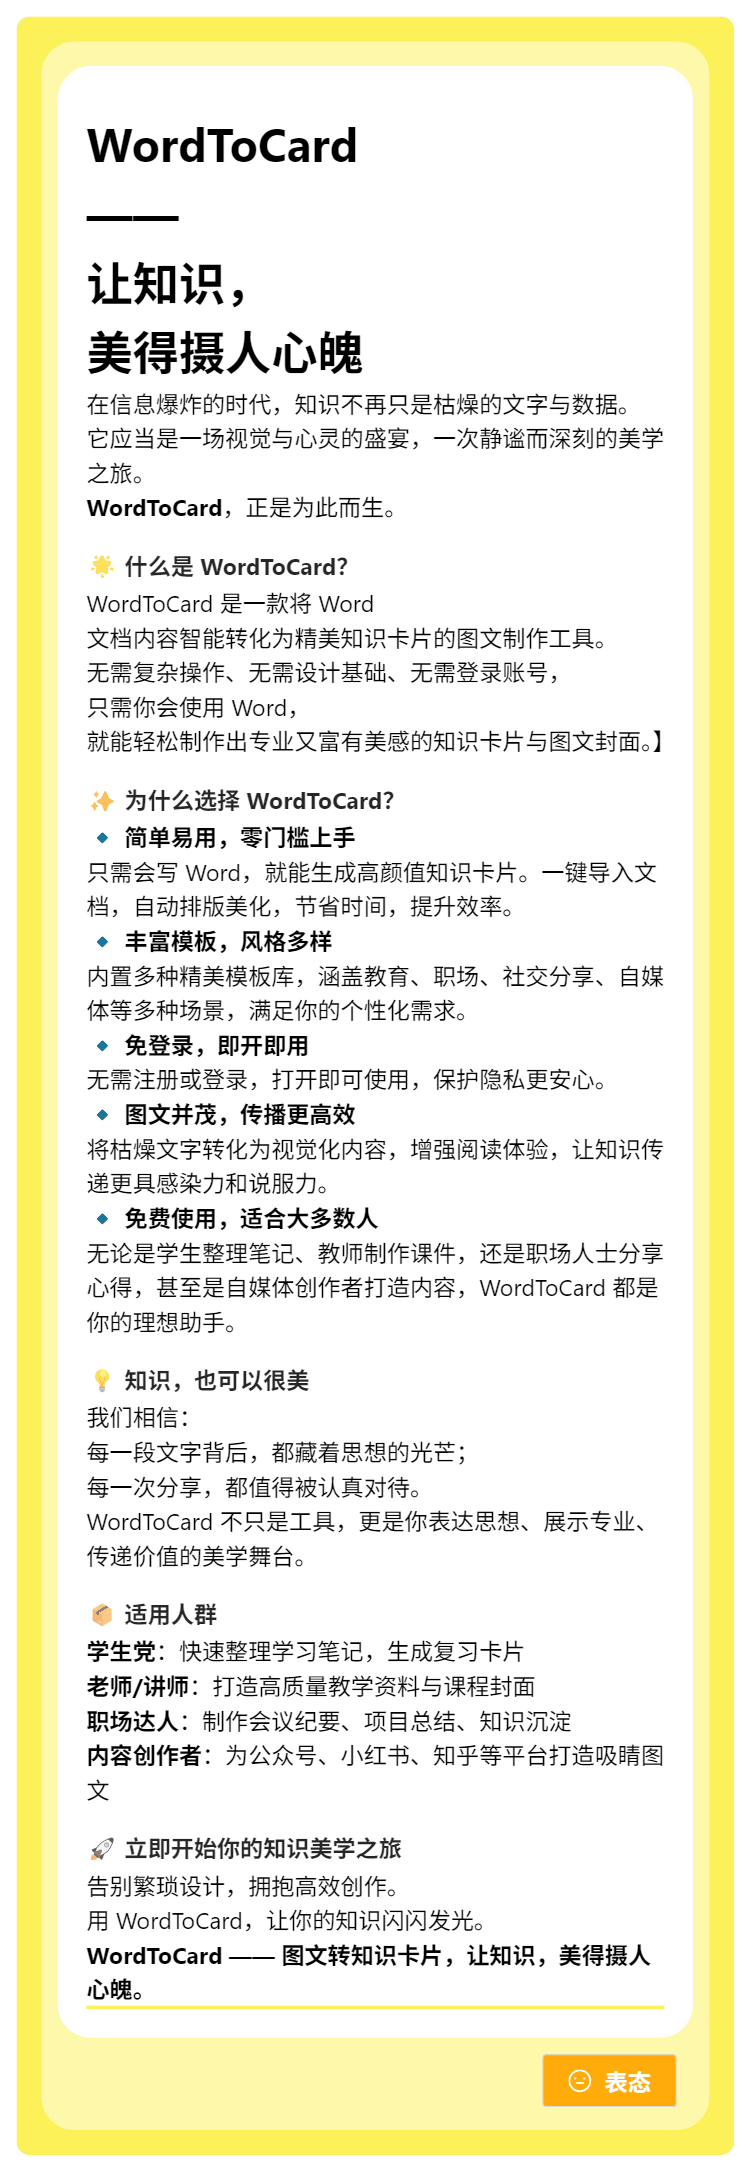 WordToCard
——
让知识，
美得摄人心魄
在信息爆炸的时代，知识不再只是枯燥的文字与数据。
它应当是一场视觉与心灵的盛宴，一次静谧而深刻的美学
之旅。
WordToCard，正是为此而生。
🌟 什么是 WordToCard？
WordToCard 是一款将 Word
文档内容智能转化为精美知识卡片的图文制作工具。
无需复杂操作、无需设计基础、无需登录账号，
只需你会使用 Word，
就能轻松制作出专业又富有美感的知识卡片与图文封面。】
✨ 为什么选择 WordToCard？
🔹 简单易用，零门槛上手
只需会写 Word，就能生成高颜值知识卡片。一键导入文
档，自动排版美化，节省时间，提升效率。
🔹 丰富模板，风格多样
内置多种精美模板库，涵盖教育、职场、社交分享、自媒
体等多种场景，满足你的个性化需求。
🔹 免登录，即开即用
无需注册或登录，打开即可使用，保护隐私更安心。
🔹 图文并茂，传播更高效
将枯燥文字转化为视觉化内容，增强阅读体验，让知识传
递更具感染力和说服力。
🔹 免费使用，适合大多数人
无论是学生整理笔记、教师制作课件，还是职场人士分享
心得，甚至是自媒体创作者打造内容，WordToCard 都是
你的理想助手。
💡 知识，也可以很美
我们相信：
每一段文字背后，都藏着思想的光芒；
每一次分享，都值得被认真对待。
WordToCard 不只是工具，更是你表达思想、展示专业、
传递价值的美学舞台。
📦 适用人群
学生党：快速整理学习笔记，生成复习卡片
老师/讲师：打造高质量教学资料与课程封面
职场达人：制作会议纪要、项目总结、知识沉淀
内容创作者：为公众号、小红书、知乎等平台打造吸睛图
文
🚀 立即开始你的知识美学之旅
告别繁琐设计，拥抱高效创作。
用 WordToCard，让你的知识闪闪发光。
WordToCard —— 图文转知识卡片，让知识，美得摄人
心魄。
表态